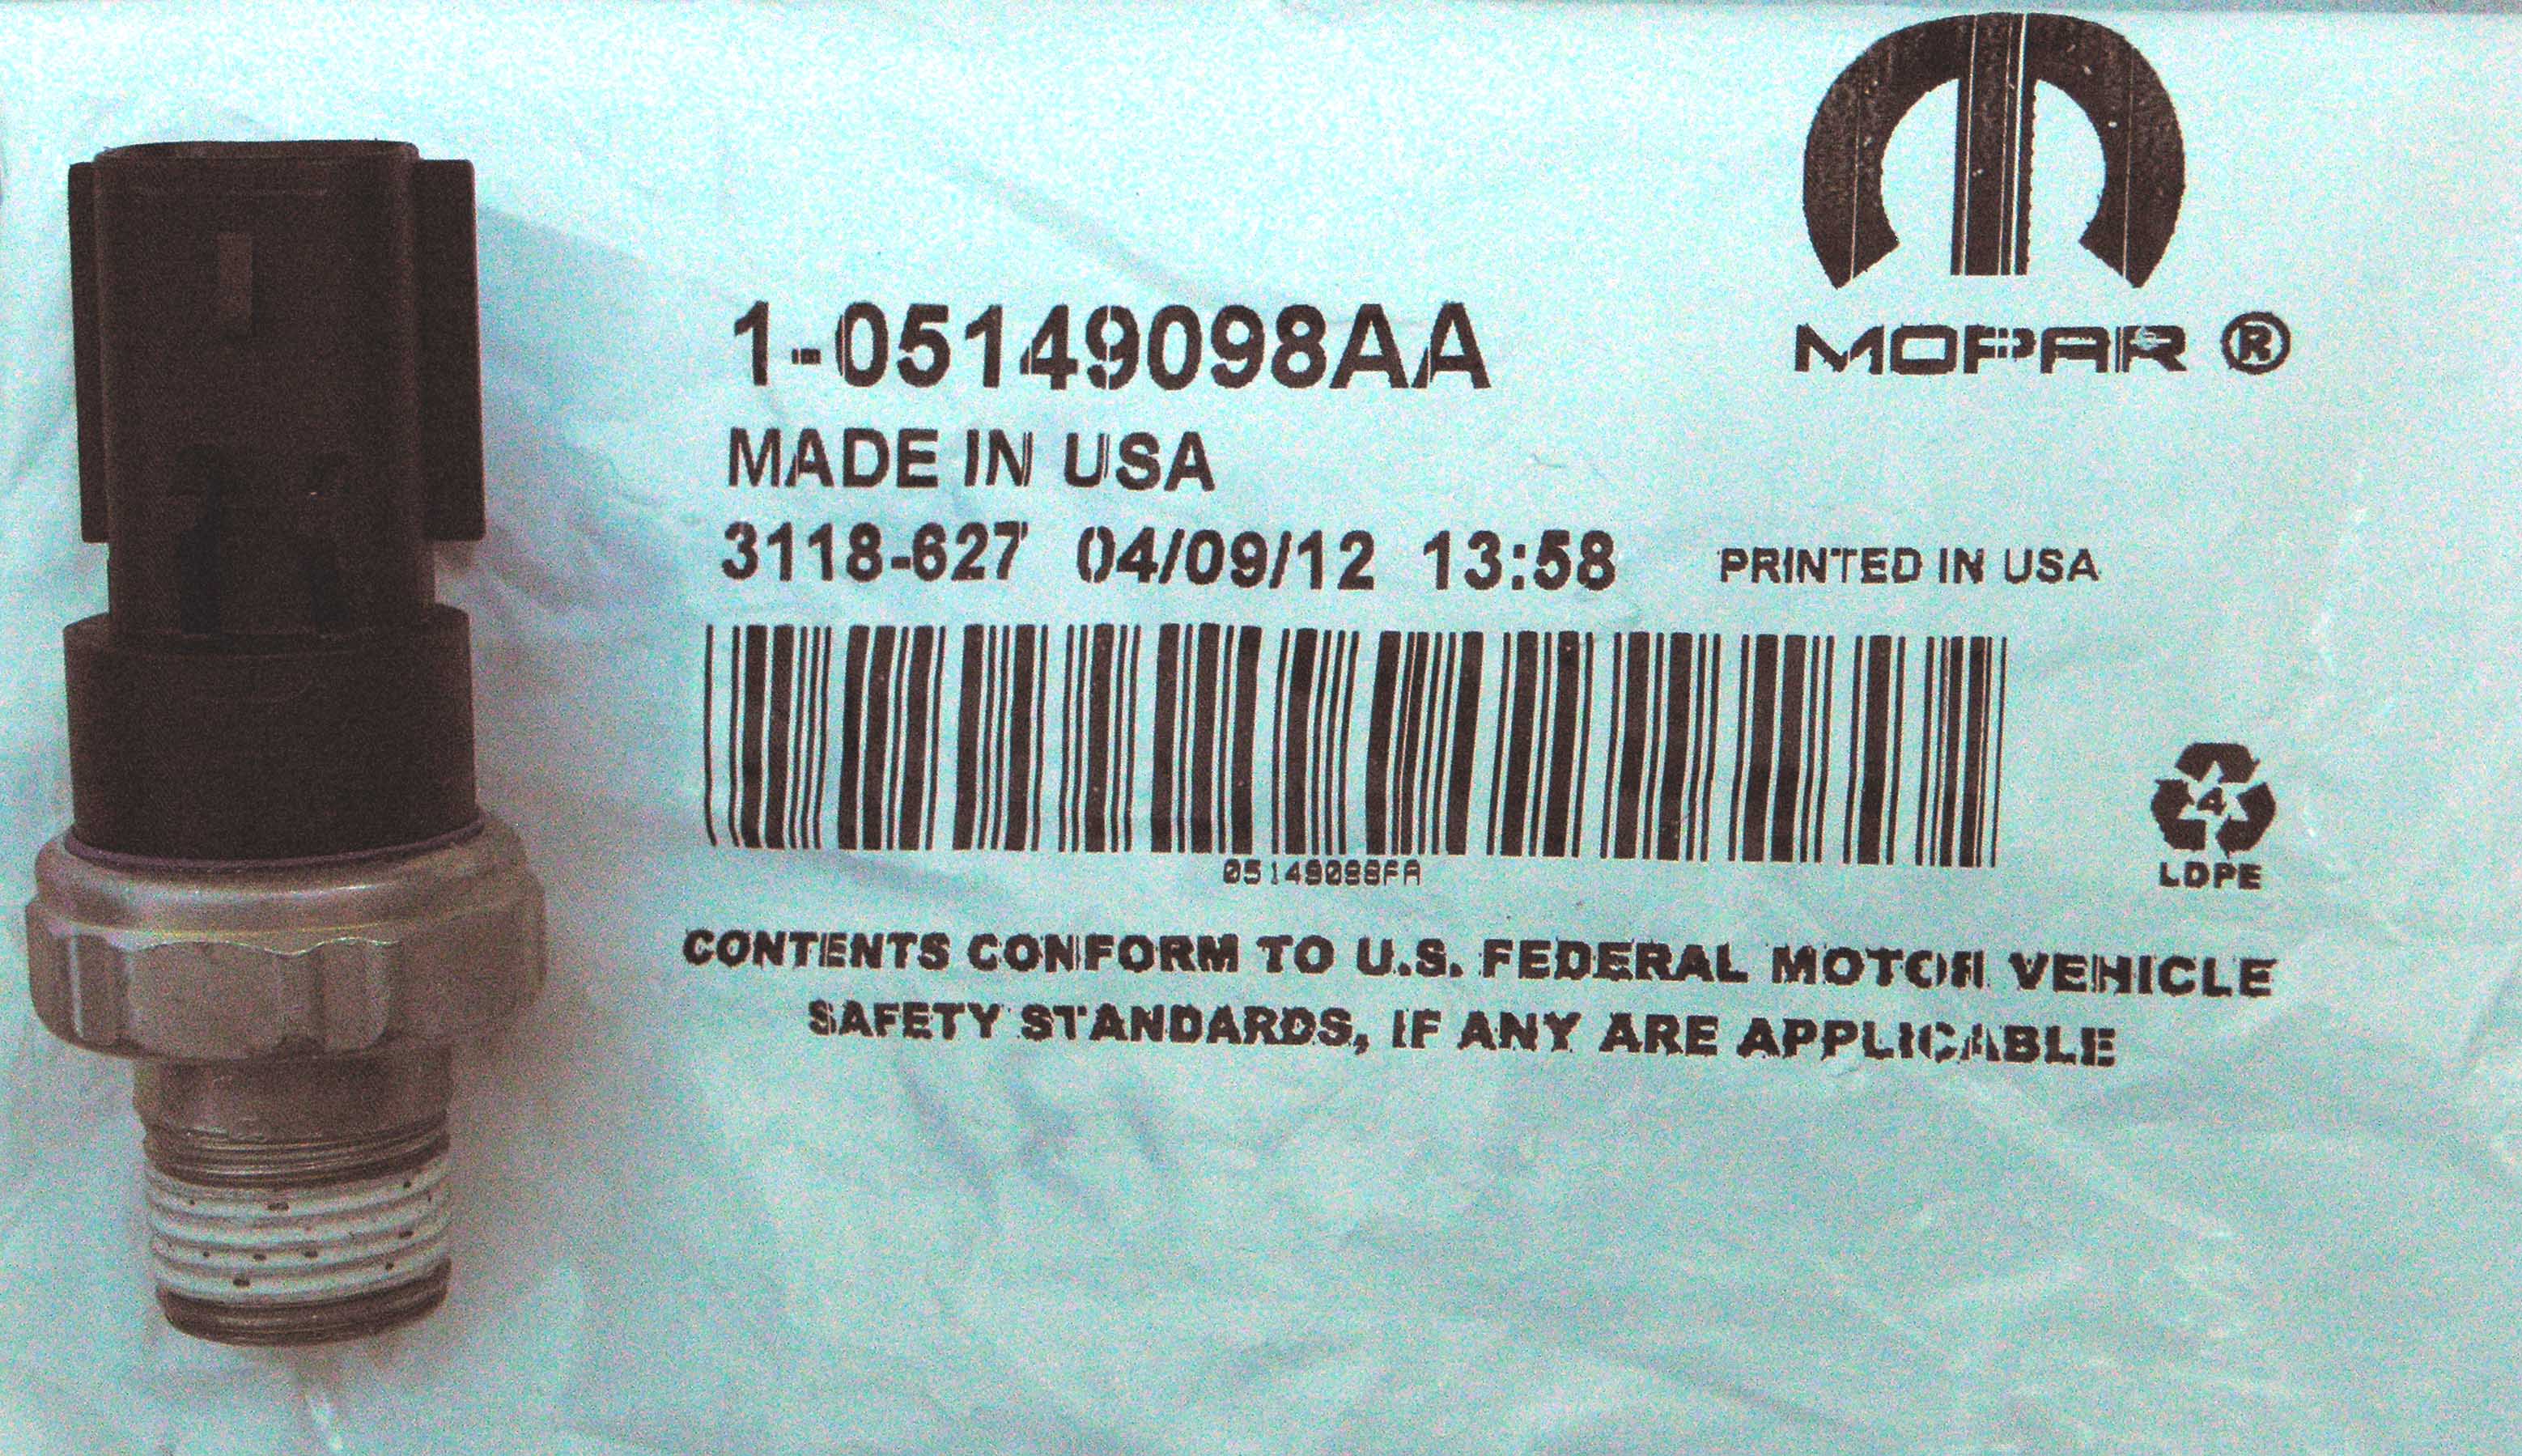 MOPAR ®
1-05149098AA
MADE IN USA
3118-627 04/09/12 13:58 PRINTED IN USA
05149098AA
4
LDPE
CONTENTS CONFORM TO U.S. FEDERAL MOTOR VEHICLE
SAFETY STANDARDS, IF ANY ARE APPLICABLE